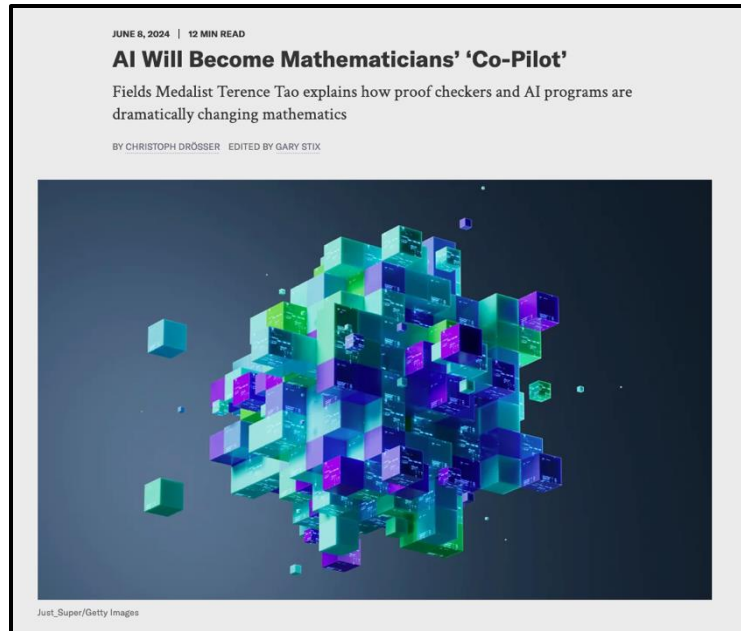 JUNE 8, 2024 | 12 MIN READ
AI Will Become Mathematicians’ ‘Co-Pilot’
Fields Medalist Terence Tao explains how proof checkers and AI programs are
dramatically changing mathematics
BY CHRISTOPH DRÖSSER EDITED BY GARY STIX
Just_Super/Getty Images